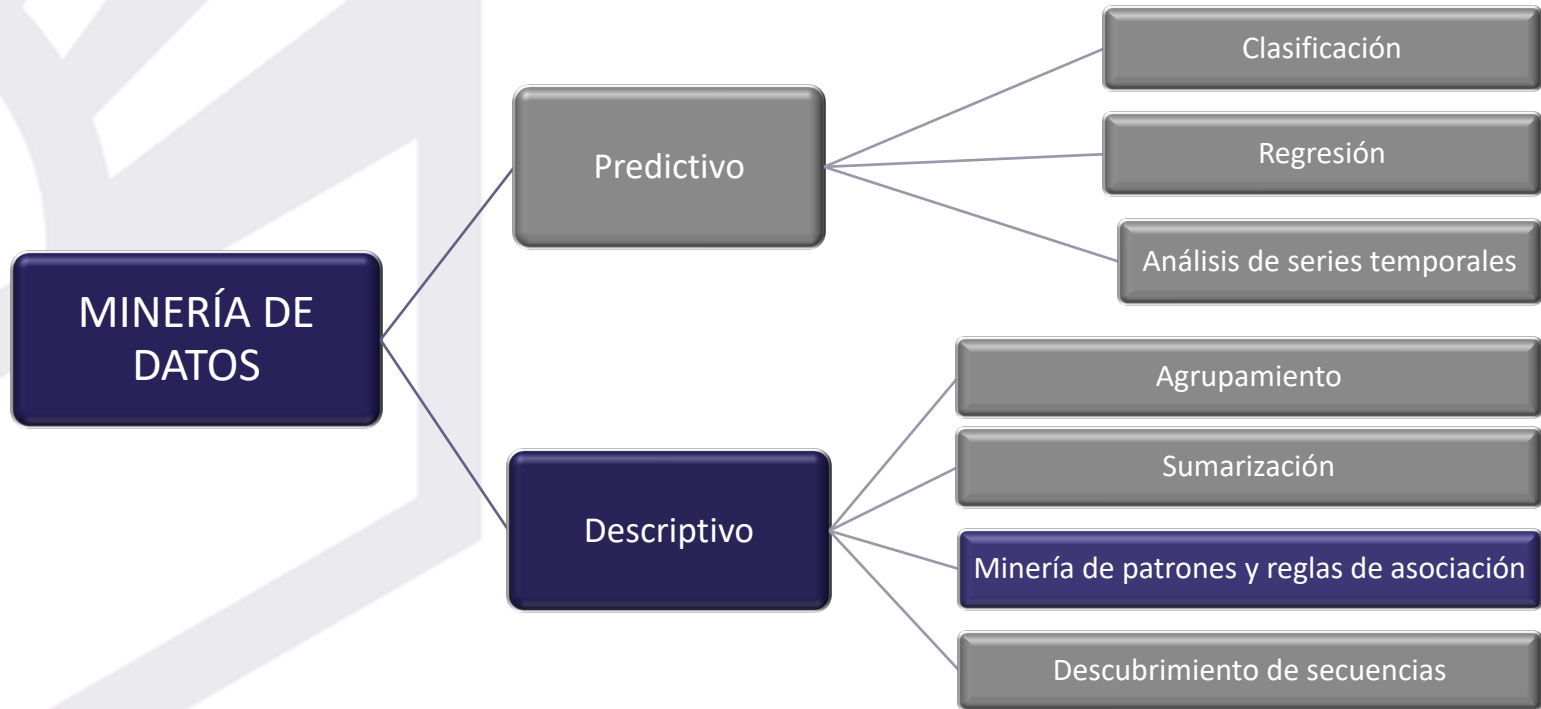 MINERÍA DE
DATOS
Predictivo
Clasificación
Regresión
Análisis de series temporales
Descriptivo
Agrupamiento
Sumarización
Minería de patrones y reglas de asociación
Descubrimiento de secuencias